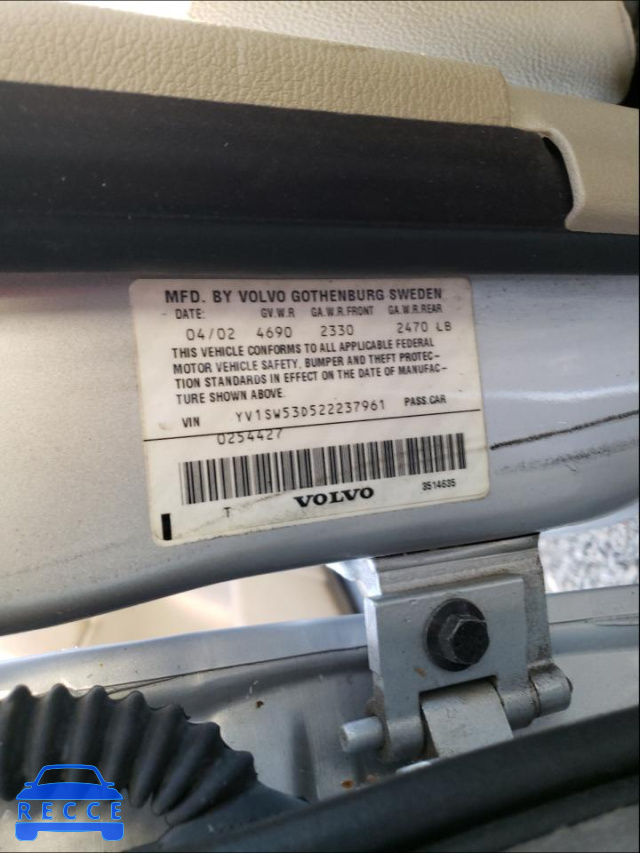 MFD. BY VOLVO GOTHENBURG SWEDEN
DATE: GV.W.R GA.W.R.FRONT GA.W.R.REAR
04/02 4690 2330 2470 LB
THIS VEHICLE CONFORMS TO ALL APPLICABLE FEDERAL
MOTOR VEHICLE SAFETY, BUMPER AND THEFT PROTEC-
TION STANDARDS IN EFFECT ON THE DATE OF MANUFAC-
TURE SHOWN ABOVE.
VIN YV1SW53D522237961 PASS.CAR
0254427
T VOLVO 3514635
RECCE